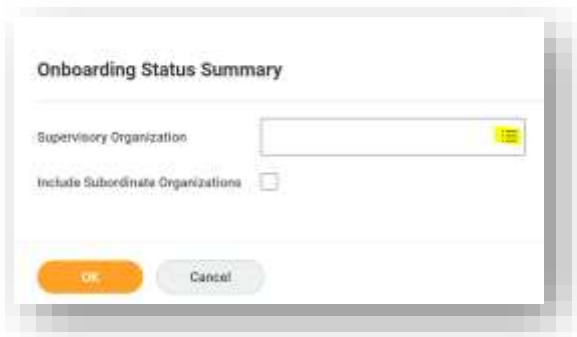 Onboarding Status Summary
Supervisory Organization
Include Subordinate Organizations
OK Cancel